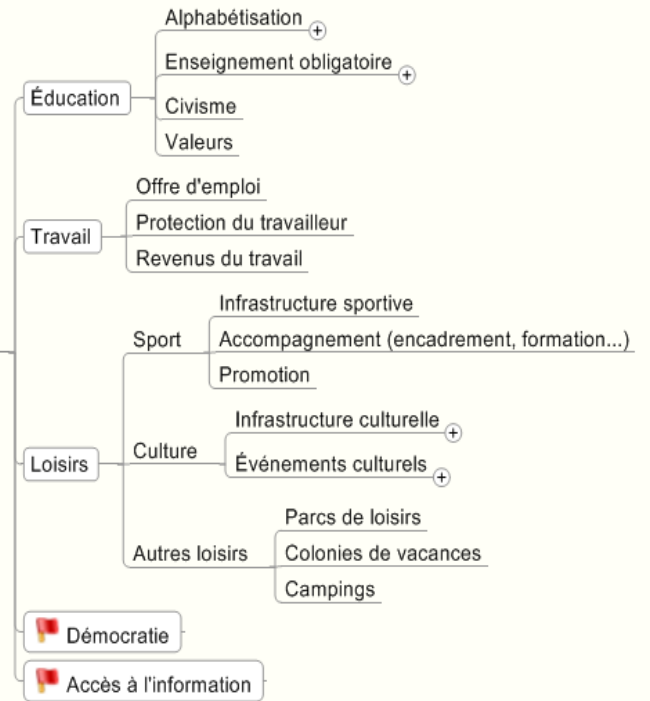 Éducation
Alphabétisation
Enseignement obligatoire
Civisme
Valeurs
Travail
Offre d'emploi
Protection du travailleur
Revenus du travail
Loisirs
Sport
Infrastructure sportive
Accompagnement (encadrement, formation...)
Promotion
Culture
Infrastructure culturelle
Événements culturels
Autres loisirs
Parcs de loisirs
Colonies de vacances
Campings
Démocratie
Accès à l'information